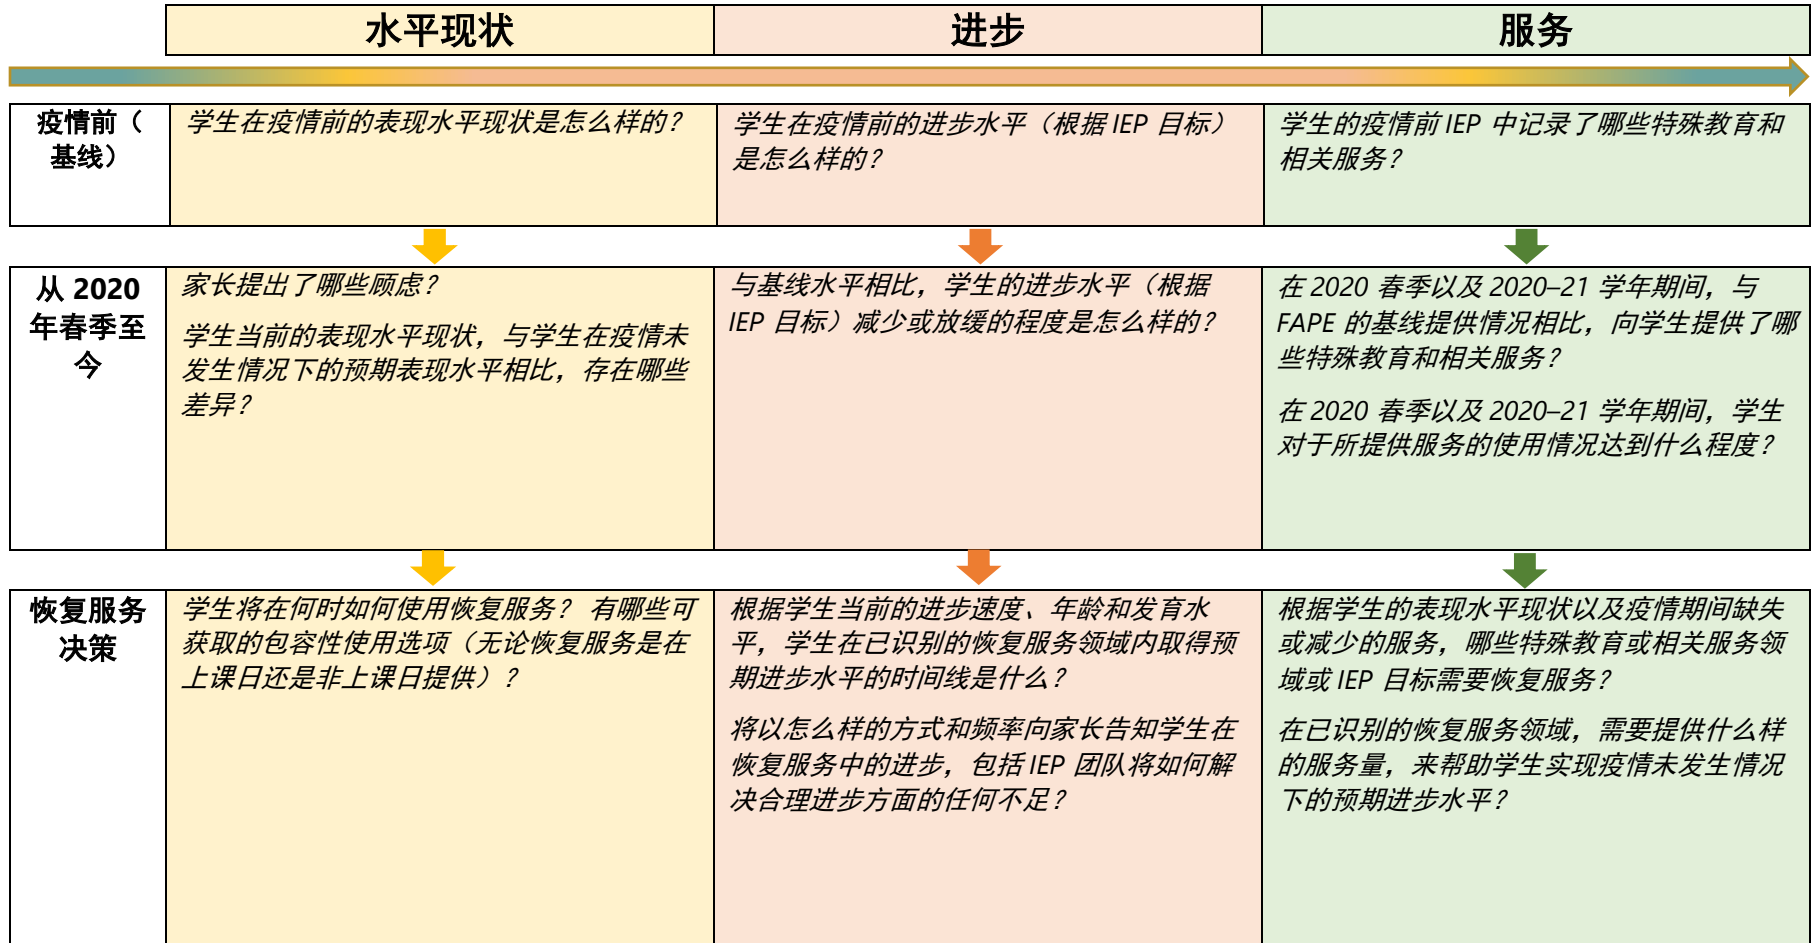 水平现状
进步
服务
疫情前（
基线）
学生在疫情前的表现水平现状是怎么样的？
学生在疫情前的进步水平（根据 IEP 目标）
是怎么样的？
学生的疫情前 IEP 中记录了哪些特殊教育和
相关服务？
从 2020
年春季至
今
家长提出了哪些顾虑？
学生当前的表现水平现状，与学生在疫情未
发生情况下的预期表现水平相比，存在哪些
差异？
与基线水平相比，学生的进步水平（根据
IEP 目标）减少或放缓的程度是怎么样的？
在 2020 春季以及 2020–21 学年期间，与
FAPE 的基线提供情况相比，向学生提供了哪
些特殊教育和相关服务？
在 2020 春季以及 2020–21 学年期间，学生
对于所提供服务的使用情况达到什么程度？
恢复服务
决策
学生将在何时如何使用恢复服务？ 有哪些可
获取的包容性使用选项（无论恢复服务是在
上课日还是非上课日提供）？
根据学生当前的进步速度、年龄和发育水
平，学生在已识别的恢复服务领域内取得预
期进步水平的时间线是什么？
将以怎么样的方式和频率向家长告知学生在
恢复服务中的进步，包括 IEP 团队将如何解
决合理进步方面的任何不足？
根据学生的表现水平现状以及疫情期间缺失
或减少的服务，哪些特殊教育或相关服务领
域或 IEP 目标需要恢复服务？
在已识别的恢复服务领域，需要提供什么样
的服务量，来帮助学生实现疫情未发生情况
下的预期进步水平？